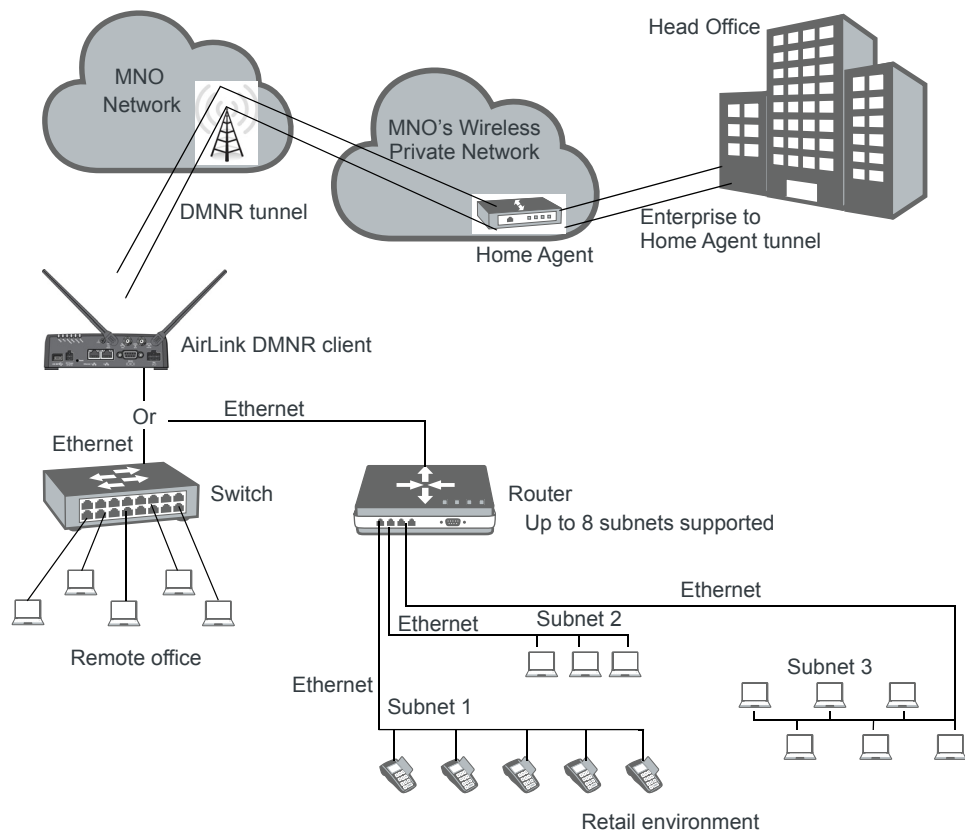 Head Office
MNO
Network
MNO's Wireless
Private Network
DMNR tunnel
Enterprise to
Home Agent tunnel
Home Agent
AirLink DMNR client
Or
Ethernet
Ethernet
Switch
Router
Up to 8 subnets supported
Ethernet
Ethernet
Subnet 2
Remote office
Subnet 3
Ethernet
Subnet 1
Retail environment